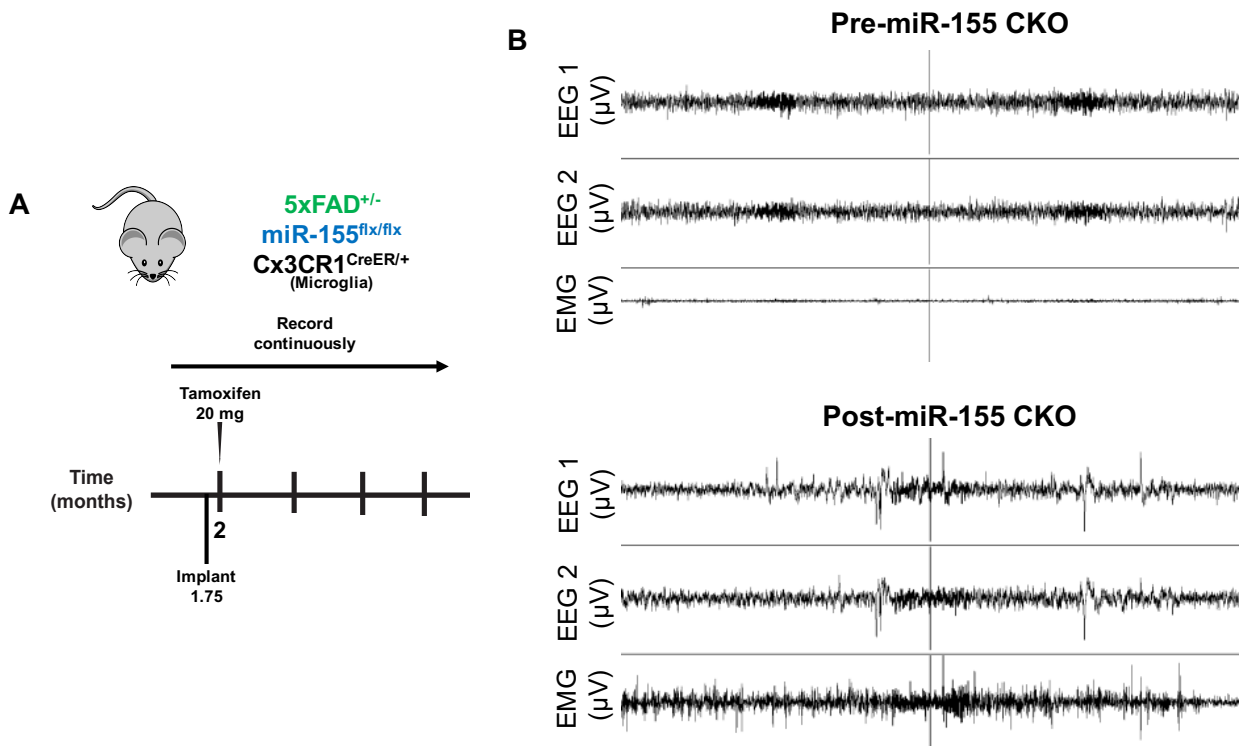 A
5xFAD+/-
miR-155flx/flx
Cx3CR1CreER/+
(Microglia)
Record
continuously
Tamoxifen
20 mg
Time
(months)
2
Implant
1.75
B
Pre-miR-155 CKO
EEG 1
(µV)
EEG 2
(µV)
EMG
(µV)
Post-miR-155 CKO
EEG 1
(µV)
EEG 2
(µV)
EMG
(µV)